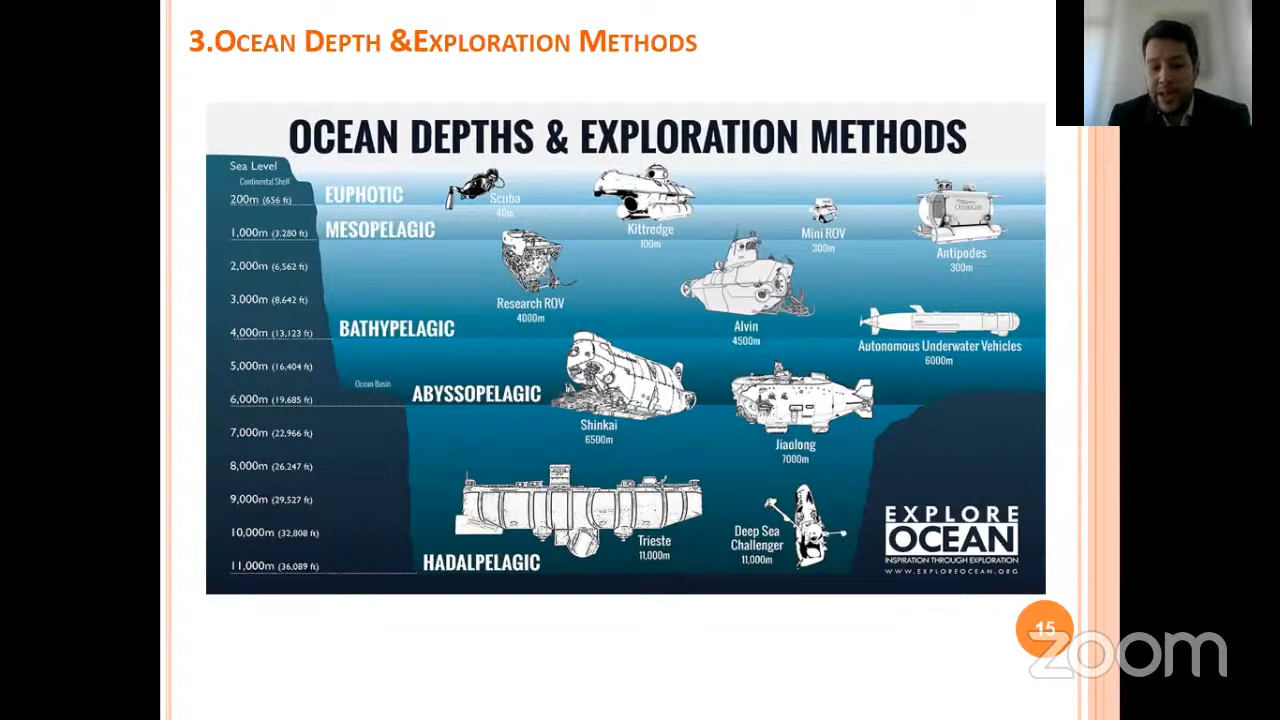 3.OCEAN DEPTH &EXPLORATION METHODS
OCEAN DEPTHS & EXPLORATION METHODS
Sea Level
Continental Shelf
200m (656 ft)
EUPHOTIC
Scuba
40m
Kittredge
100m
Mini ROV
300m
Antipodes
300m
1,000m (3,280 ft)
MESOPELAGIC
2,000m (6,562 ft)
Research ROV
4000m
3,000m (8,642 ft)
Alvin
4500m
4,000m (13,123 ft)
BATHYPELAGIC
Autonomous Underwater Vehicles
6000m
5,000m (16,404 ft)
Ocean Basin
ABYSSOPELAGIC
6,000m (19,685 ft)
Shinkai
6500m
Jiaolong
7000m
7,000m (22,966 ft)
8,000m (26,247 ft)
9,000m (29,527 ft)
10,000m (32,808 ft)
Trieste
11,000m
Deep Sea
Challenger
11,000m
11,000m (36,089 ft)
HADALPELAGIC
EXPLORE
OCEAN
INSPIRATION THROUGH EXPLORATION
WWW.EXPLOREOCEAN.ORG
15
zoom